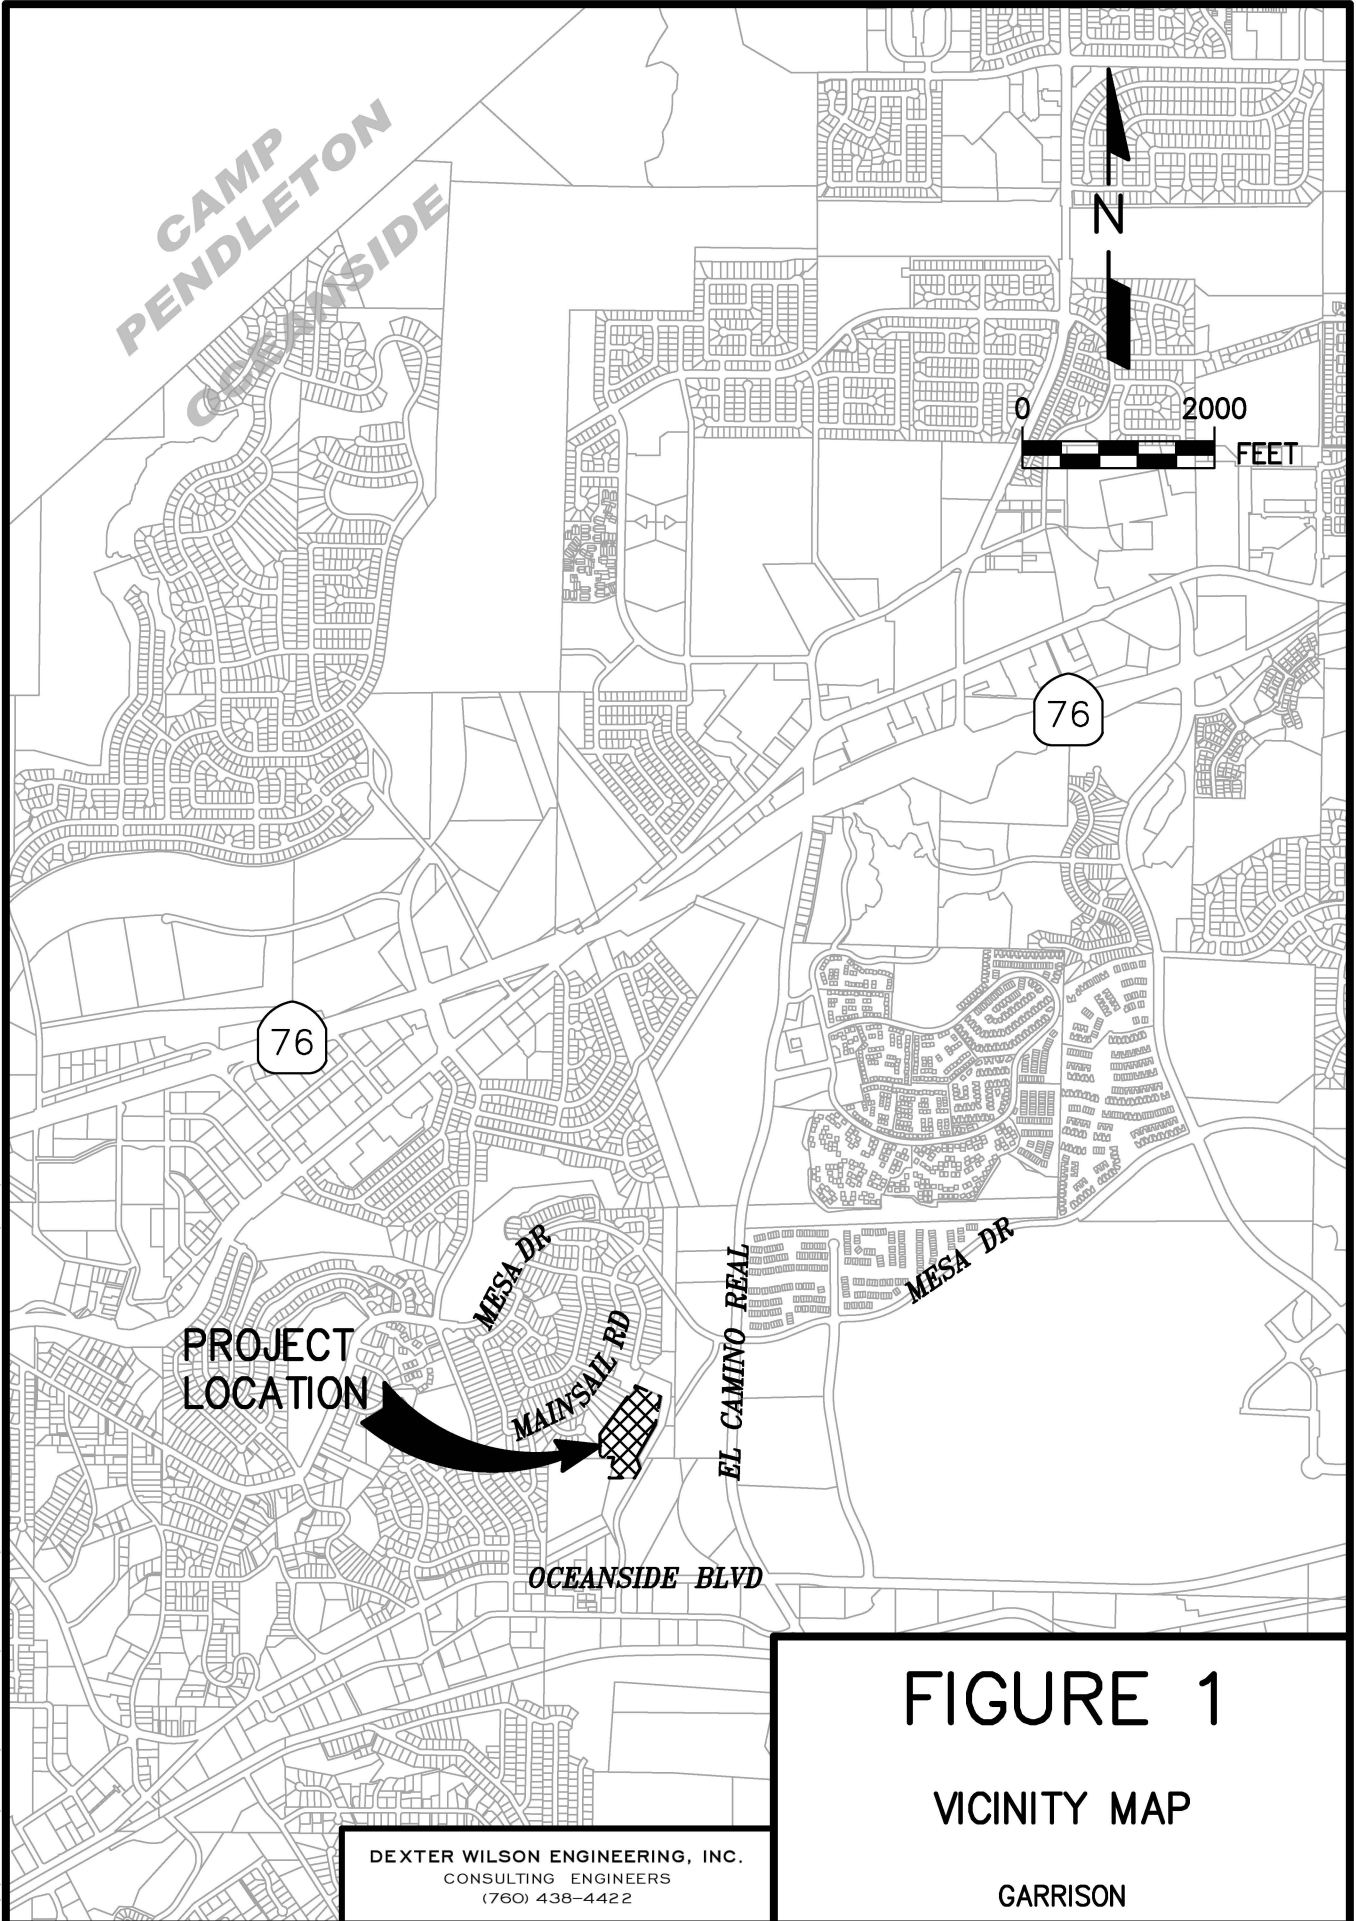 CAMP
PENDLETON
OCEANSIDE
N
0 2000
FEET
76
76
MESA DR
MESA DR
EL CAMINO REAL
MAINSAIL RD
PROJECT
LOCATION
OCEANSIDE BLVD
FIGURE 1
VICINITY MAP
GARRISON
DEXTER WILSON ENGINEERING, INC.
CONSULTING ENGINEERS
(760) 438-4422